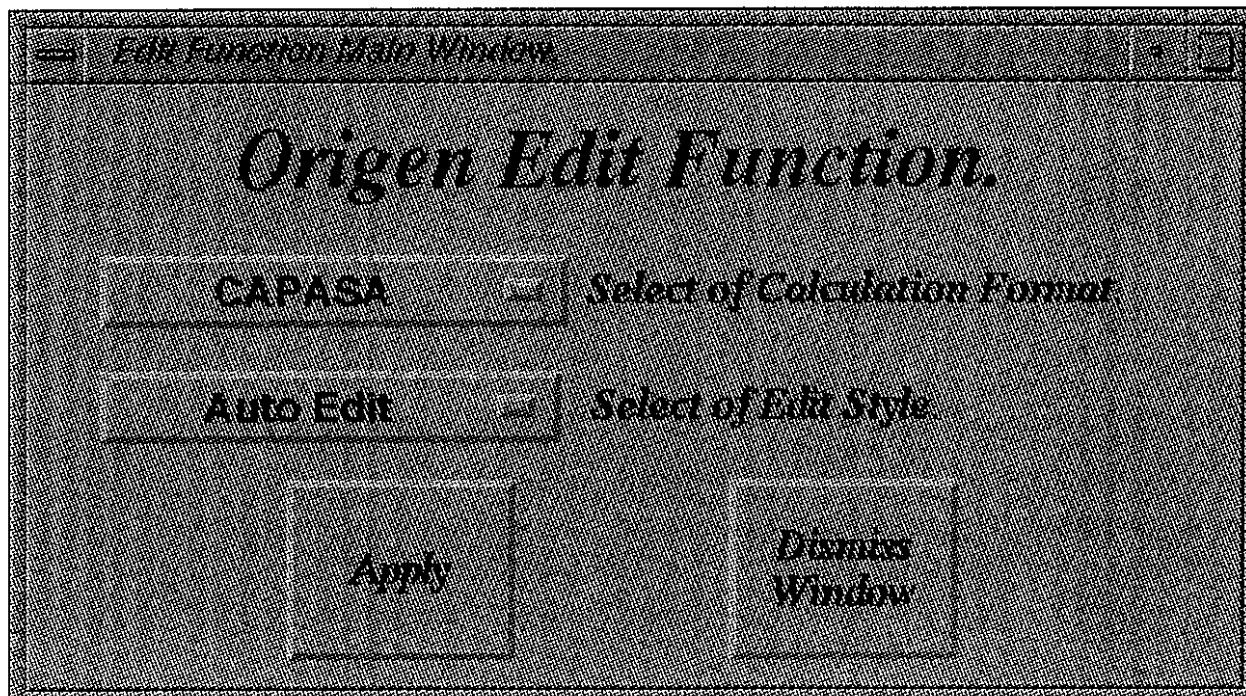 Edit Function Main Window.
Origen Edit Function.
CAPASA Select of Calculation Format.
Auto Edit Select of Edit Style.
Apply
Dismiss
Window